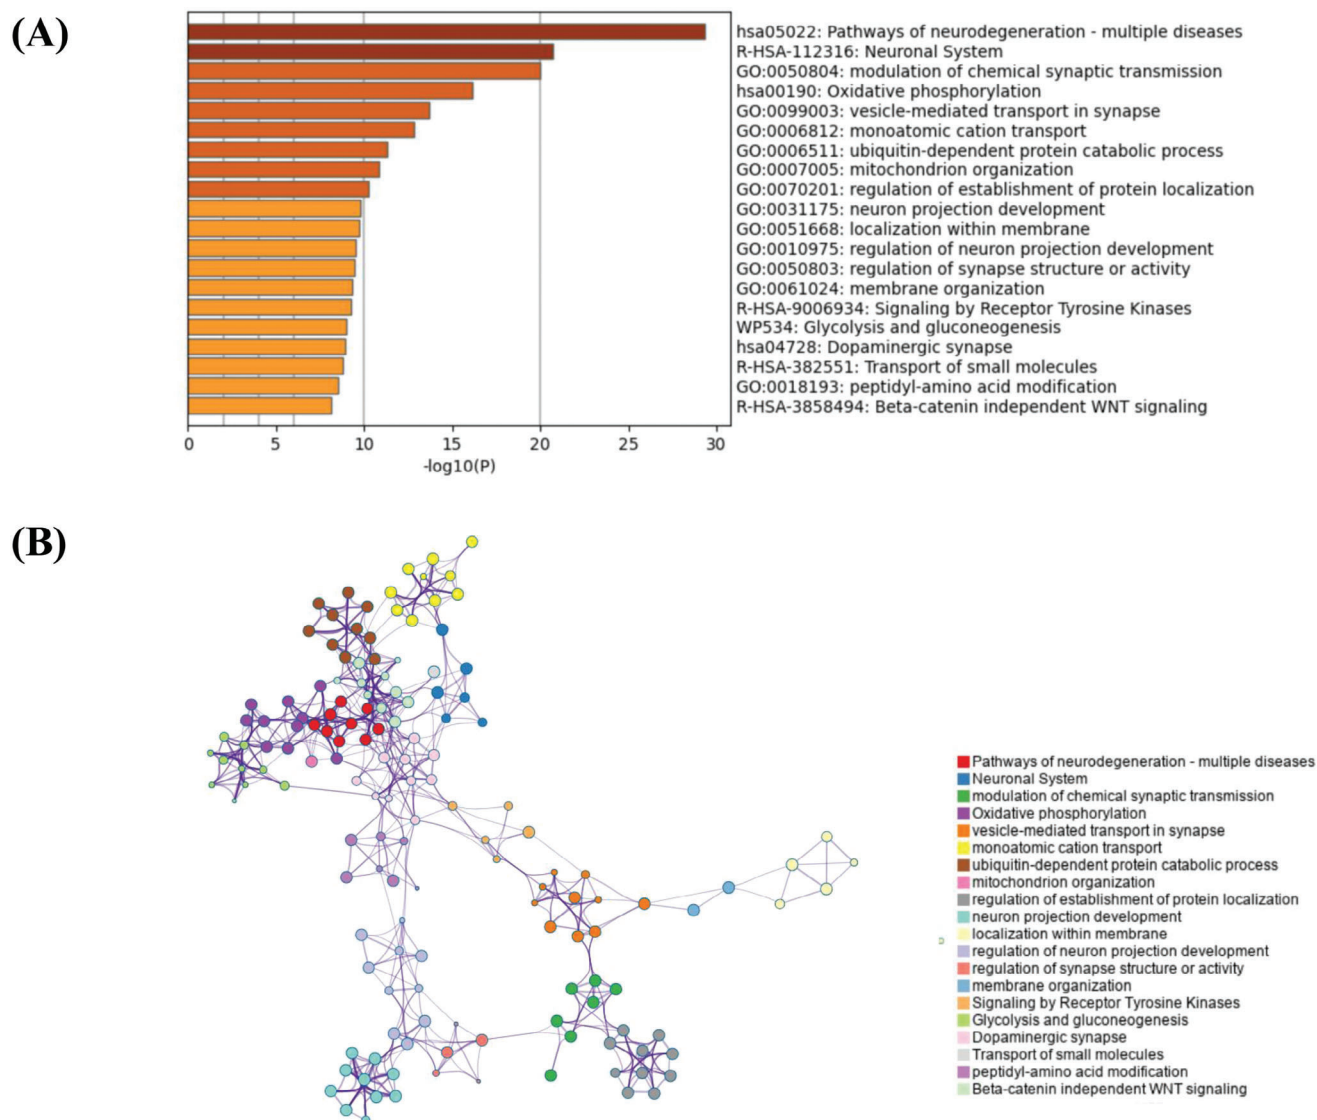 (A)
hsa05022: Pathways of neurodegeneration - multiple diseases
R-HSA-112316: Neuronal System
GO:0050804: modulation of chemical synaptic transmission
hsa00190: Oxidative phosphorylation
GO:0099003: vesicle-mediated transport in synapse
GO:0006812: monoatomic cation transport
GO:0006511: ubiquitin-dependent protein catabolic process
GO:0007005: mitochondrion organization
GO:0070201: regulation of establishment of protein localization
GO:0031175: neuron projection development
GO:0051668: localization within membrane
GO:0010975: regulation of neuron projection development
GO:0050803: regulation of synapse structure or activity
GO:0061024: membrane organization
R-HSA-9006934: Signaling by Receptor Tyrosine Kinases
WP534: Glycolysis and gluconeogenesis
hsa04728: Dopaminergic synapse
R-HSA-382551: Transport of small molecules
GO:0018193: peptidyl-amino acid modification
R-HSA-3858494: Beta-catenin independent WNT signaling
0 5 10 15 20 25 30
-log10(P)
(B)
Pathways of neurodegeneration - multiple diseases
Neuronal System
modulation of chemical synaptic transmission
Oxidative phosphorylation
vesicle-mediated transport in synapse
monoatomic cation transport
ubiquitin-dependent protein catabolic process
mitochondrion organization
regulation of establishment of protein localization
neuron projection development
localization within membrane
regulation of neuron projection development
regulation of synapse structure or activity
membrane organization
Signaling by Receptor Tyrosine Kinases
Glycolysis and gluconeogenesis
Dopaminergic synapse
Transport of small molecules
peptidyl-amino acid modification
Beta-catenin independent WNT signaling